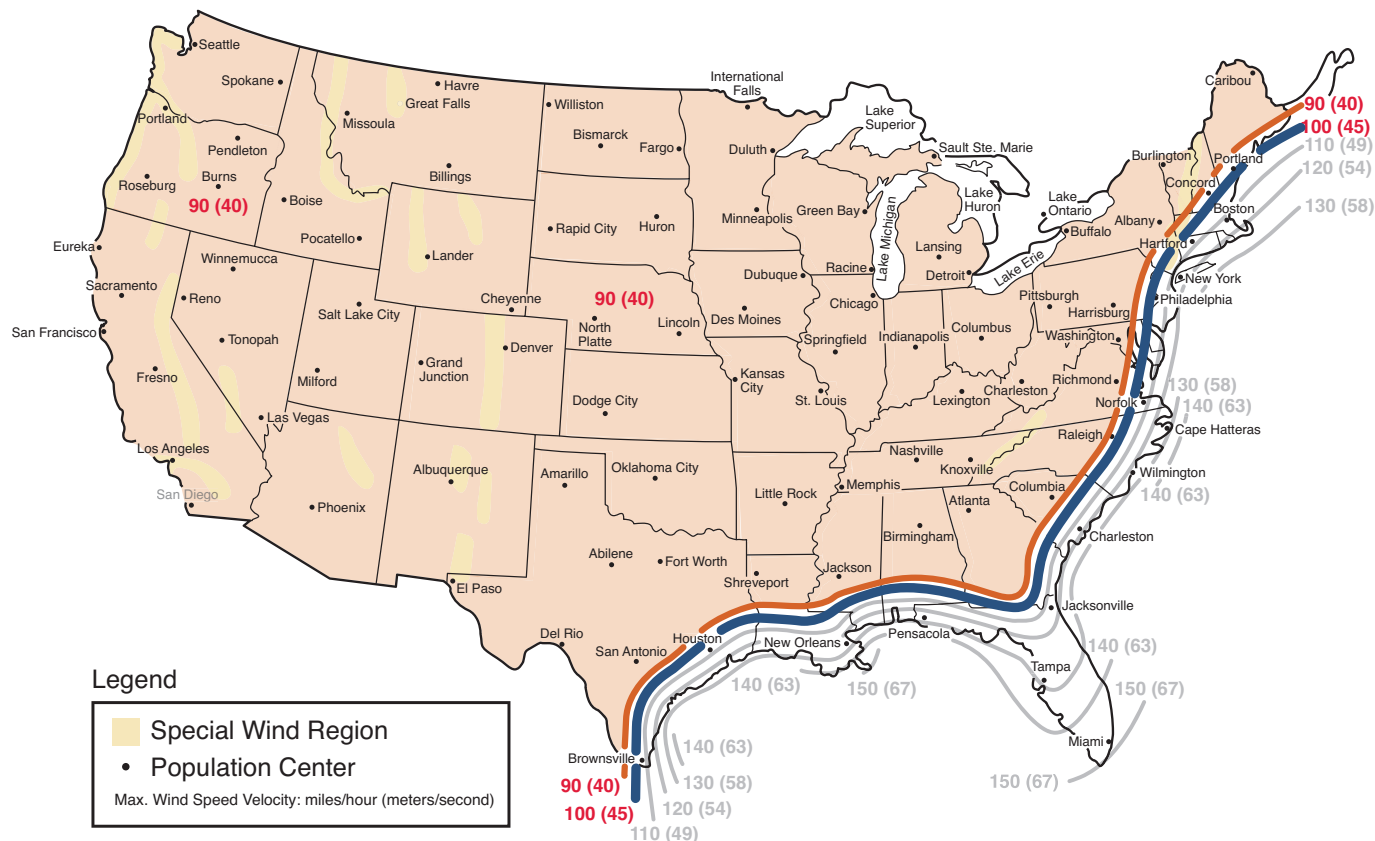 International
Falls
Seattle
Spokane
Havre
Great Falls
Missoula
Williston
Bismarck
Fargo
Duluth
Lake
Superior
Sault Ste. Marie
Caribou
90 (40)
100 (45)
110 (49)
120 (54)
130 (58)
Portland
Pendleton
Roseburg
Burns
90 (40)
Boise
Pocatello
Billings
Lander
Rapid City
Huron
Minneapolis
Green Bay
Lake Michigan
Lake
Huron
Lansing
Detroit
Lake Erie
Lake
Ontario
Buffalo
Burlington
Portland
Concord
Boston
Albany
Hartford
New York
Philadelphia
Eureka
Winnemucca
Sacramento
Reno
San Francisco
Tonopah
Salt Lake City
Cheyenne
90 (40)
North
Platte
Lincoln
Dubuque
Racine
Des Moines
Chicago
Springfield
Indianapolis
Columbus
Pittsburgh
Harrisburg
Washington
Fresno
Milford
Grand
Junction
Denver
Kansas
City
St. Louis
Lexington
Charleston
Richmond
130 (58)
Norfolk
140 (63)
Las Vegas
Dodge City
Raleigh
Cape Hatteras
Los Angeles
San Diego
Albuquerque
Amarillo
Oklahoma City
Nashville
Knoxville
Wilmington
140 (63)
Phoenix
Little Rock
Memphis
Atlanta
Columbia
Birmingham
Charleston
El Paso
Abilene
Fort Worth
Shreveport
Jackson
Jacksonville
Del Rio
San Antonio
Houston
New Orleans
Pensacola
140 (63)
150 (67)
Tampa
140 (63)
150 (67)
Miami
150 (67)
Brownsville
140 (63)
130 (58)
120 (54)
110 (49)
90 (40)
100 (45)
Legend
Special Wind Region
Population Center
Max. Wind Speed Velocity: miles/hour (meters/second)